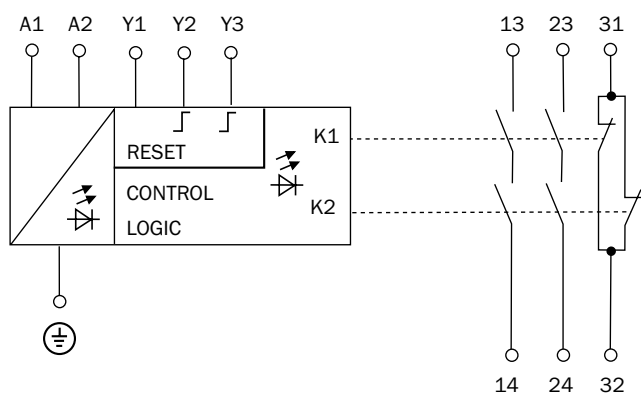 A1 A2 Y1 Y2 Y3 13 23 31
K1
RESET
CONTROL
K2
LOGIC
14 24 32